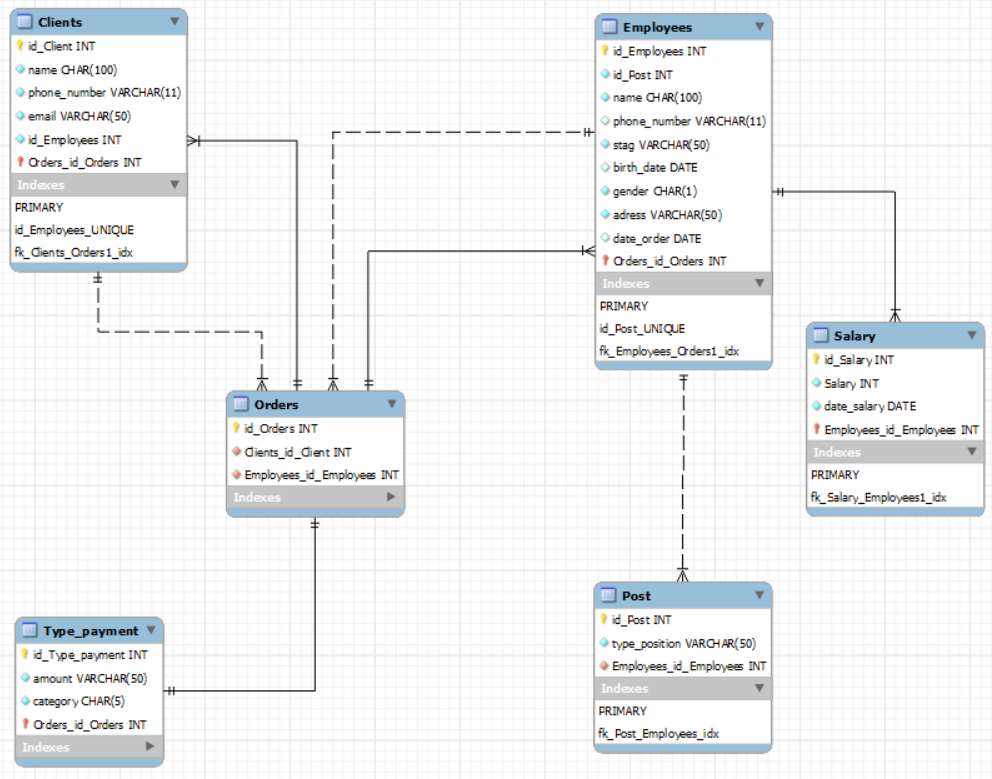 Clients
id_Client INT
name CHAR(100)
phone_number VARCHAR(11)
email VARCHAR(50)
id_Employees INT
Orders_id_Orders INT
Indexes
PRIMARY
id_Employees_UNIQUE
fk_Clients_Orders1_idx
Employees
id_Employees INT
id_Post INT
name CHAR(100)
phone_number VARCHAR(11)
stag VARCHAR(50)
birth_date DATE
gender CHAR(1)
adress VARCHAR(50)
date_order DATE
Orders_id_Orders INT
Indexes
PRIMARY
id_Post_UNIQUE
fk_Employees_Orders1_idx
Salary
id_Salary INT
Salary INT
date_salary DATE
Employees_id_Employees INT
Indexes
PRIMARY
fk_Salary_Employees1_idx
Orders
id_Orders INT
Clients_id_Client INT
Employees_id_Employees INT
Indexes
Post
id_Post INT
type_position VARCHAR(50)
Employees_id_Employees INT
Indexes
PRIMARY
fk_Post_Employees_idx
Type_payment
id_Type_payment INT
amount VARCHAR(50)
category CHAR(5)
Orders_id_Orders INT
Indexes